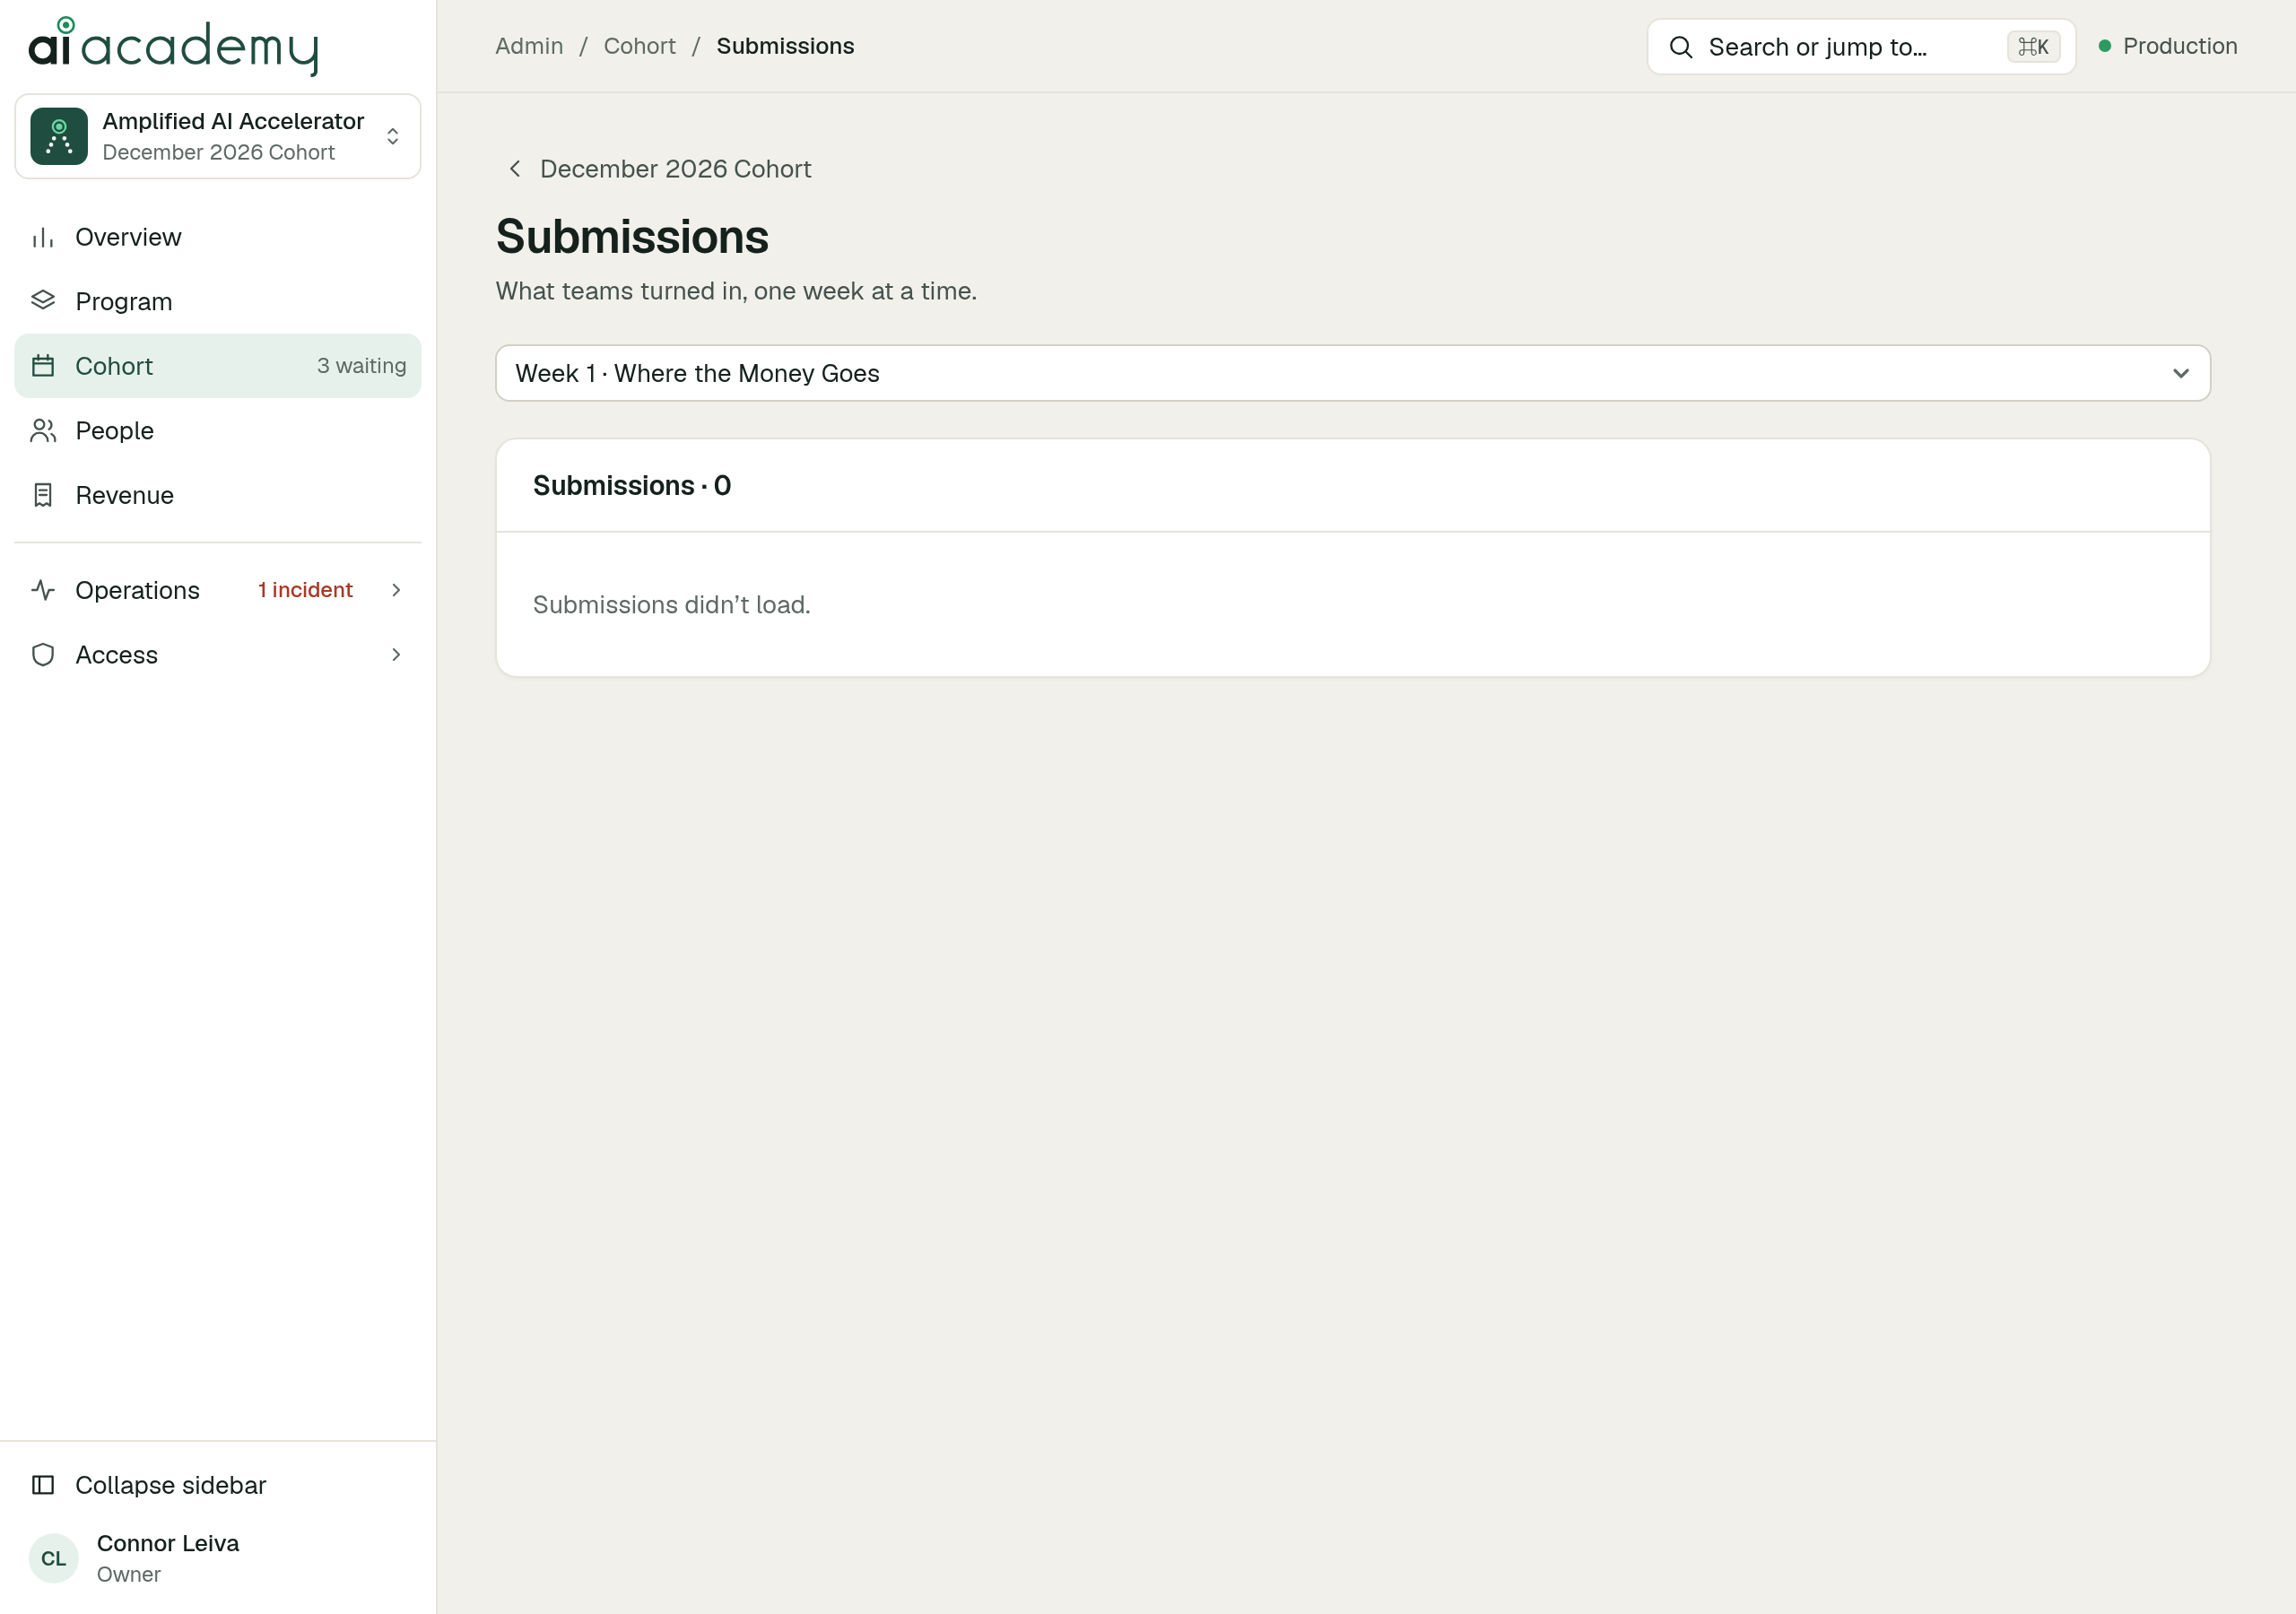 ai academy
Amplified AI Accelerator
December 2026 Cohort
Overview
Program
Cohort 3 waiting
People
Revenue
Operations 1 incident
Access
Collapse sidebar
CL
Connor Leiva
Owner
Admin / Cohort / Submissions
Search or jump to… ⌘K
Production
December 2026 Cohort
Submissions
What teams turned in, one week at a time.
Week 1 · Where the Money Goes
Submissions · 0
Submissions didn’t load.